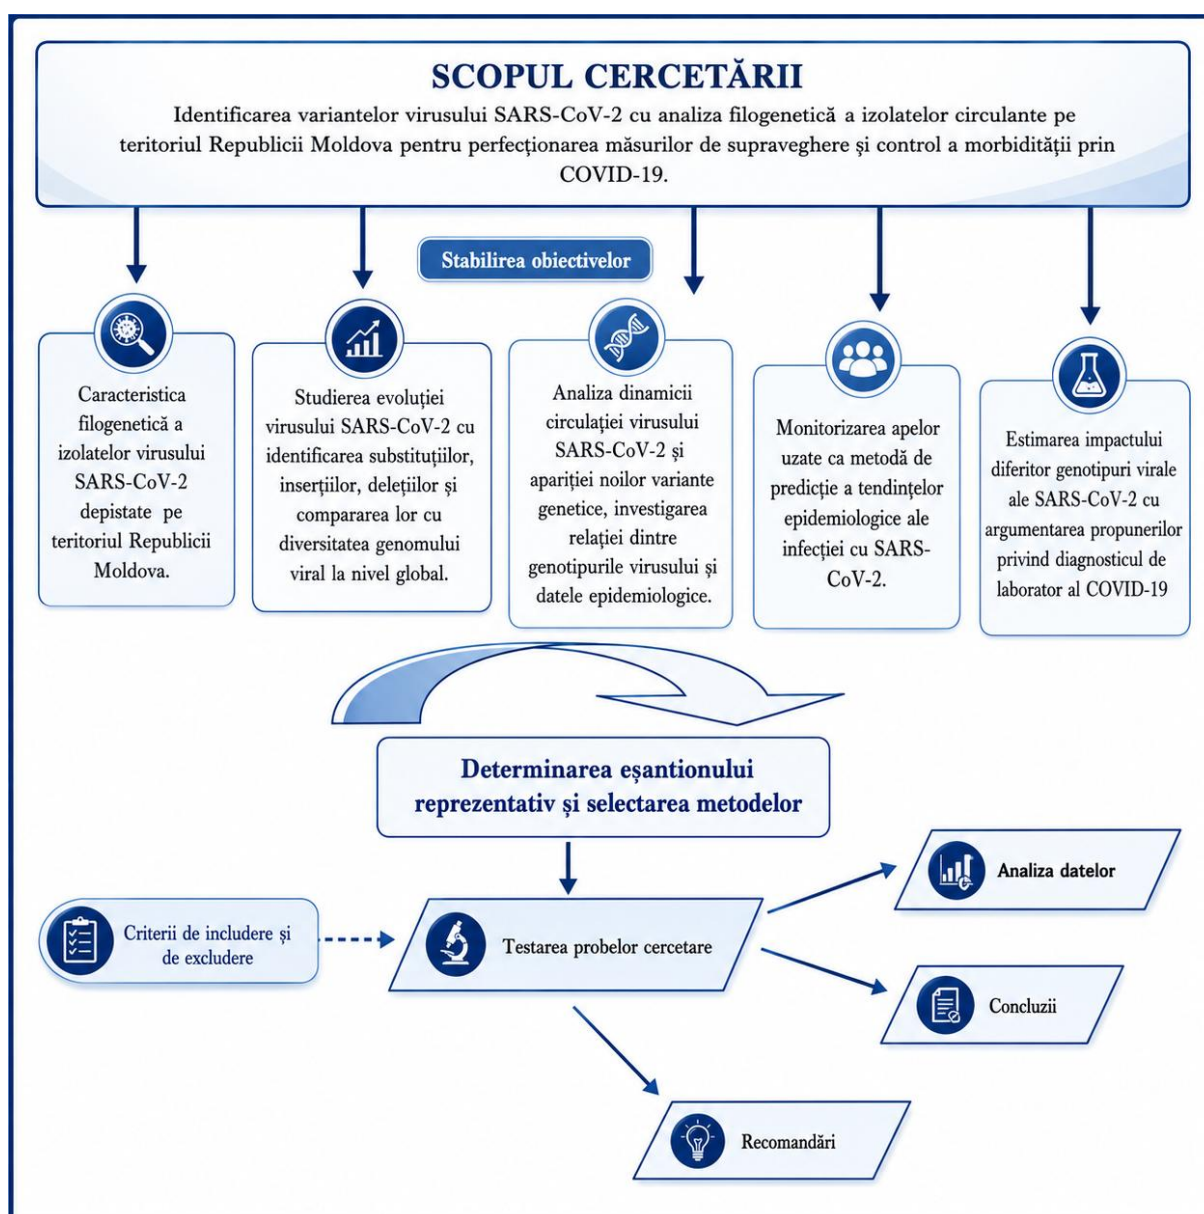 SCOPUL CERCETĂRII
Identificarea variantelor virusului SARS-CoV-2 cu analiza filogenetică a izolatelor circulante pe
teritoriul Republicii Moldova pentru perfecționarea măsurilor de supraveghere și control a morbidității prin
COVID-19.
Stabilirea obiectivelor
Caracteristica
filogenetică a
izolatelor virusului
SARS-CoV-2
depistate pe
teritoriul Republicii
Moldova.
Studierea evoluției
virusului SARS-CoV-2 cu
identificarea substituțiilor,
inserțiilor, delețiilor și
compararea lor cu
diversitatea genomului
viral la nivel global.
Analiza dinamicii
circulației virusului
SARS-CoV-2 și
apariției noilor variante
genetice, investigarea
relației dintre
genotipurile virusului și
datele epidemiologice.
Monitorizarea apelor
uzate ca metodă de
predicție a tendințelor
epidemiologice ale
infecției cu SARS-
CoV-2.
Estimarea impactului
diferitor genotipuri virale
ale SARS-CoV-2 cu
argumentarea propunerilor
privind diagnosticul de
laborator al COVID-19
Determinarea eșantionului
reprezentativ și selectarea metodelor
Criterii de includere și
de excludere
Testarea probelor cercetare
Analiza datelor
Concluzii
Recomandări